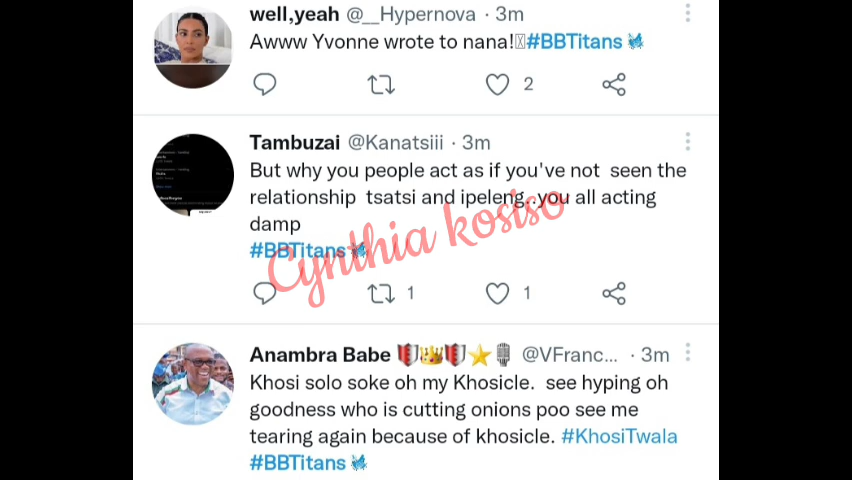 well,yeah @__Hypernova · 3m
Awww Yvonne wrote to nana!#BBTitans
2
Tambuzai @Kanatsiii · 3m
But why you people act as if you've not seen the
relationship tsatsi and ipeleng..you all acting
damp
#BBTitans
1 1
Cynthia kosiso
Anambra Babe @VFranc... · 3m
Khosi solo soke oh my Khosicle. see hyping oh
goodness who is cutting onions poo see me
tearing again because of khosicle. #KhosiTwala
#BBTitans